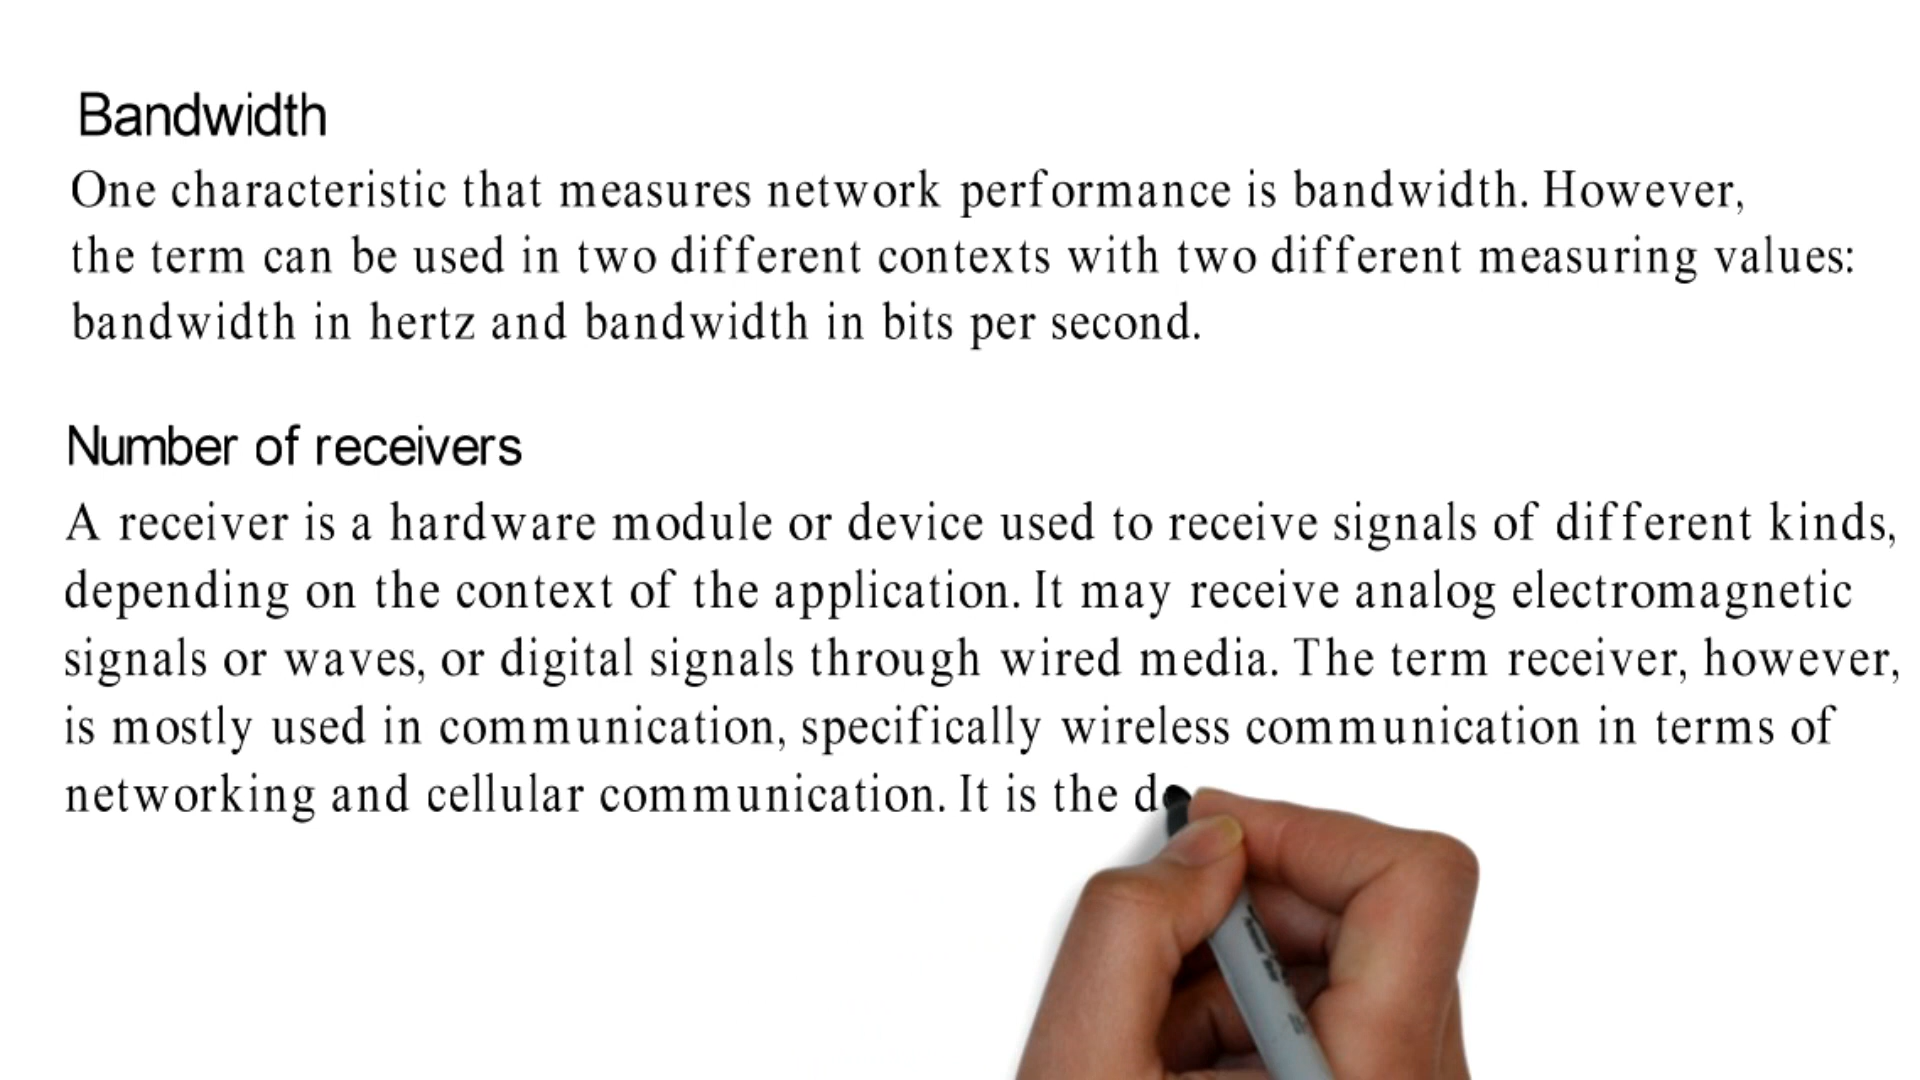 Bandwidth
One characteristic that measures network performance is bandwidth. However,
the term can be used in two different contexts with two different measuring values:
bandwidth in hertz and bandwidth in bits per second.
Number of receivers
A receiver is a hardware module or device used to receive signals of different kinds,
depending on the context of the application. It may receive analog electromagnetic
signals or waves, or digital signals through wired media. The term receiver, however,
is mostly used in communication, specifically wireless communication in terms of
networking and cellular communication. It is the